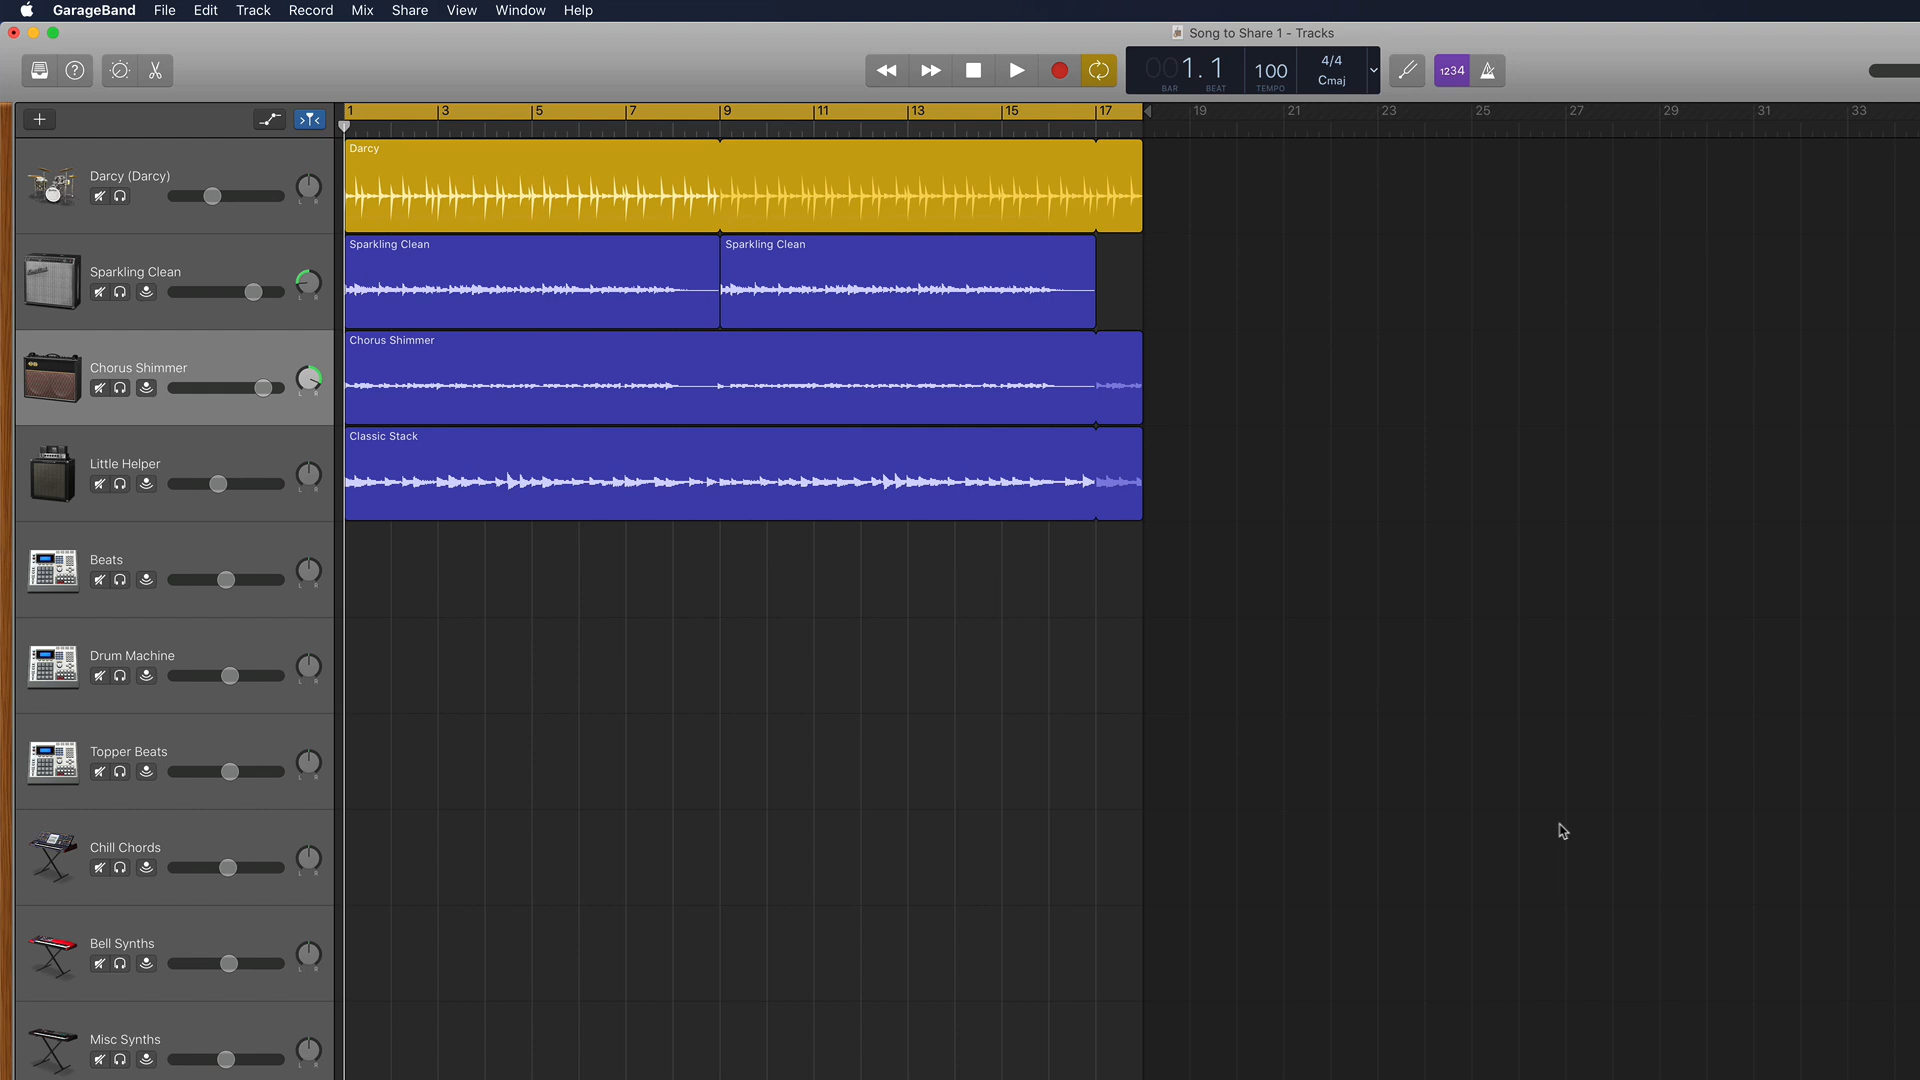 GarageBand File Edit Track Record Mix Share View Window Help
Song to Share 1 - Tracks
001.1 100 4/4 Cmaj
BAR BEAT TEMPO
1234
1 3 5 7 9 11 13 15 17 19 21 23 25 27 29 31 33
Darcy (Darcy)
L R
Darcy
Sparkling Clean
L R
Sparkling Clean Sparkling Clean
Chorus Shimmer
L R
Chorus Shimmer
Little Helper
L R
Classic Stack
Beats
L R
Drum Machine
L R
Topper Beats
L R
Chill Chords
L R
Bell Synths
L R
Misc Synths
L R